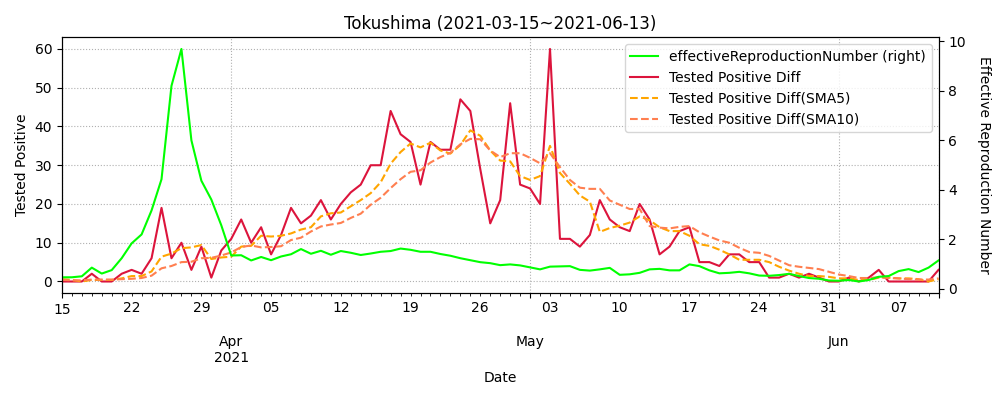 Tokushima (2021-03-15~2021-06-13)
effectiveReproductionNumber (right)
Tested Positive Diff
Tested Positive Diff(SMA5)
Tested Positive Diff(SMA10)
Tested Positive
60
50
40
30
20
10
0
Effective Reproduction Number
10
8
6
4
2
0
15 22 29 05 12 19 26 03 10 17 24 31 07
Apr May Jun
2021
Date